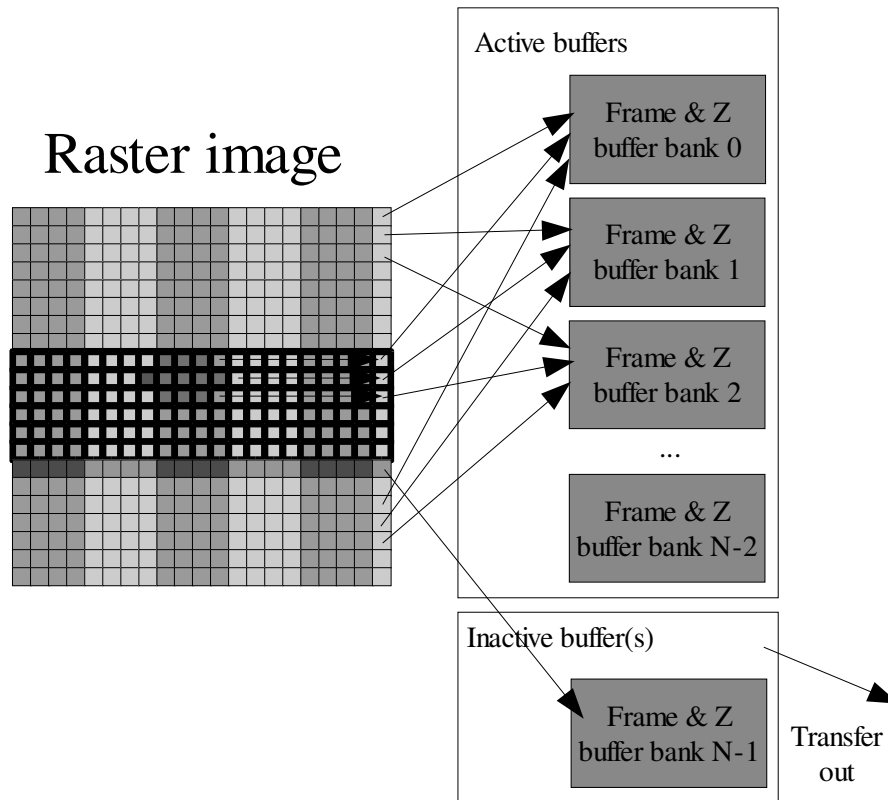 Active buffers
Frame & Z
buffer bank 0
Raster image
Frame & Z
buffer bank 1
Frame & Z
buffer bank 2
...
Frame & Z
buffer bank N-2
Inactive buffer(s)
Frame & Z
buffer bank N-1
Transfer
out